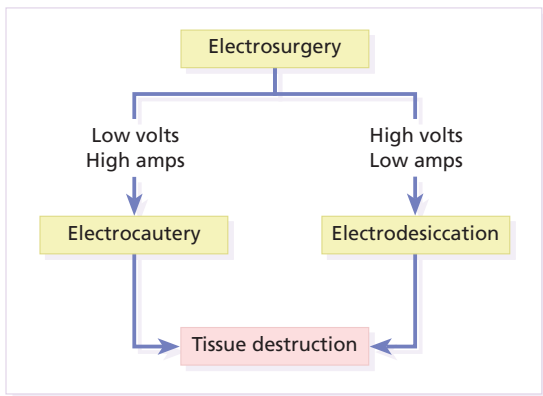 Electrosurgery
Low volts
High amps
High volts
Low amps
Electrocautery
Electrodesiccation
Tissue destruction